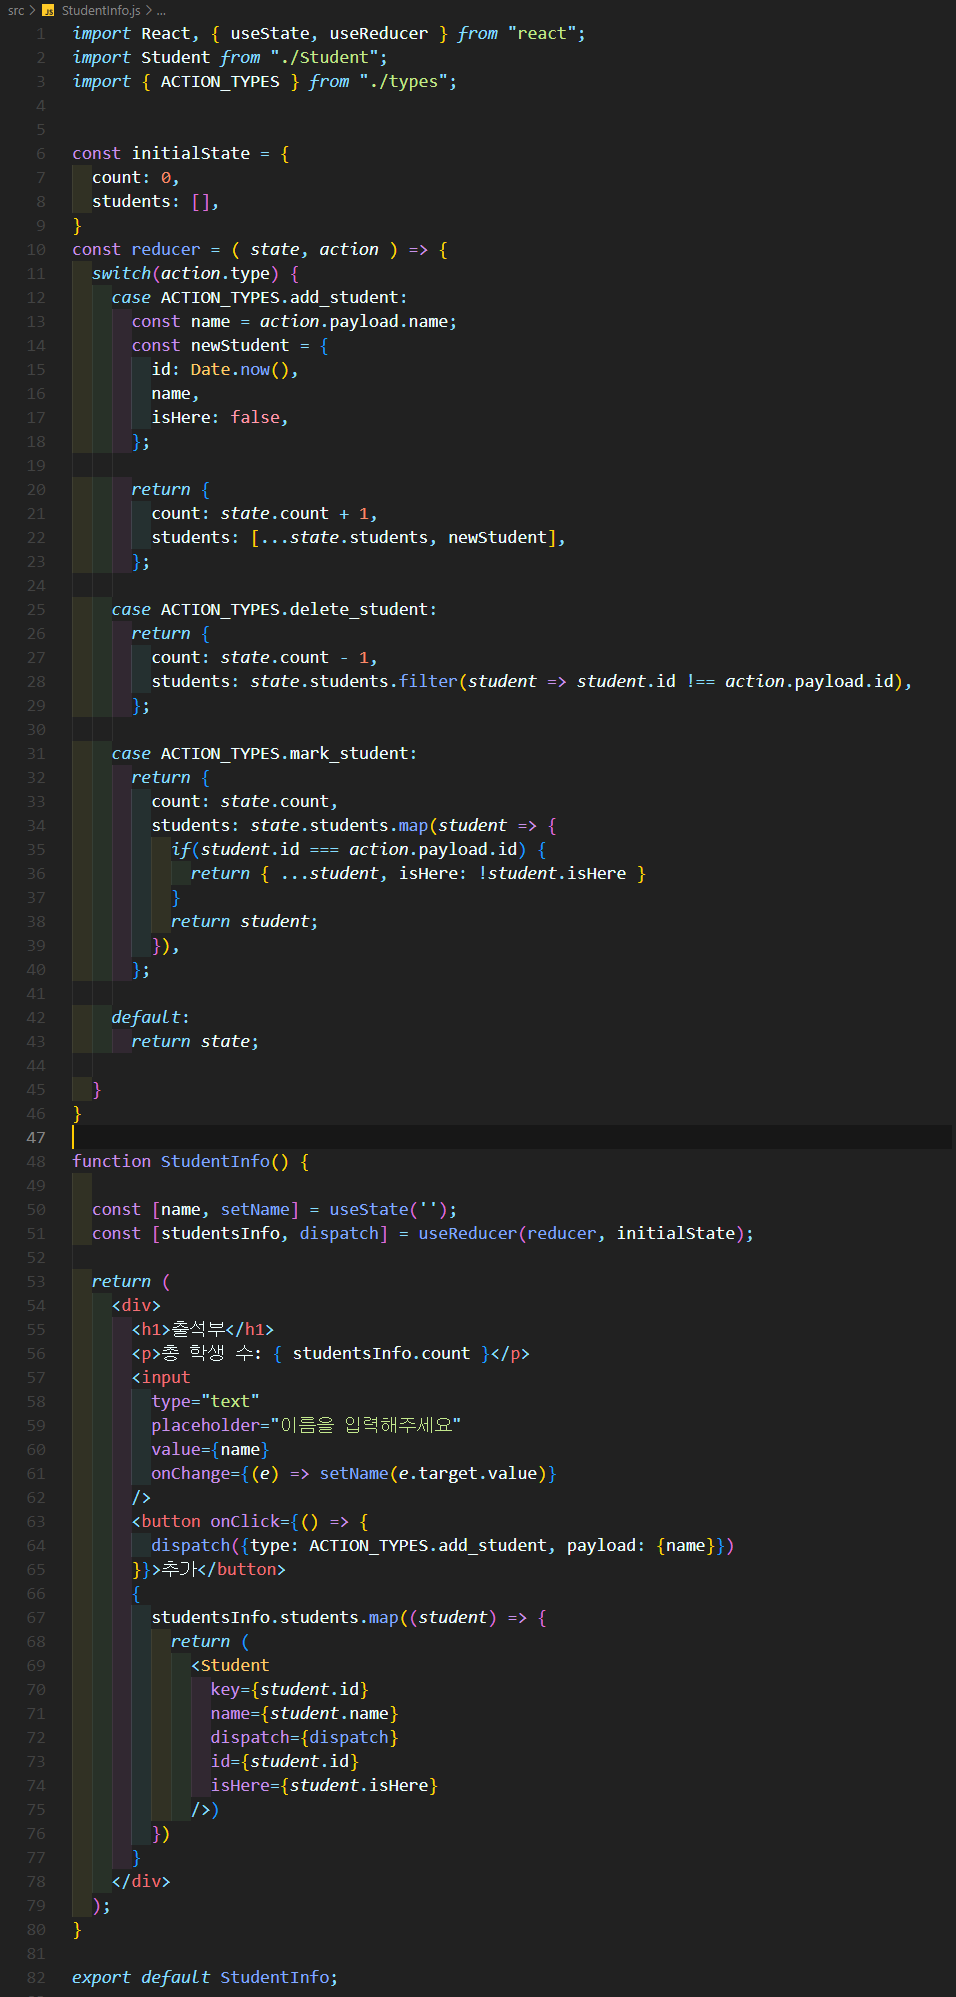 src > JS StudentInfo.js > ...
1 import React, { useState, useReducer } from "react";
2 import Student from "./Student";
3 import { ACTION_TYPES } from "./types";
4
5
6 const initialState = {
7   count: 0,
8   students: [],
9 }
10 const reducer = ( state, action ) => {
11   switch(action.type) {
12     case ACTION_TYPES.add_student:
13       const name = action.payload.name;
14       const newStudent = {
15         id: Date.now(),
16         name,
17         isHere: false,
18       };
19
20       return {
21         count: state.count + 1,
22         students: [...state.students, newStudent],
23       };
24
25     case ACTION_TYPES.delete_student:
26       return {
27         count: state.count - 1,
28         students: state.students.filter(student => student.id !== action.payload.id),
29       };
30
31     case ACTION_TYPES.mark_student:
32       return {
33         count: state.count,
34         students: state.students.map(student => {
35           if(student.id === action.payload.id) {
36             return { ...student, isHere: !student.isHere }
37           }
38           return student;
39         }),
40       };
41
42     default:
43       return state;
44
45   }
46 }
47
48 function StudentInfo() {
49
50   const [name, setName] = useState('');
51   const [studentsInfo, dispatch] = useReducer(reducer, initialState);
52
53   return (
54     <div>
55       <h1>출석부</h1>
56       <p>총 학생 수: { studentsInfo.count }</p>
57       <input
58         type="text"
59         placeholder="이름을 입력해주세요"
60         value={name}
61         onChange={(e) => setName(e.target.value)}
62       />
63       <button onClick={() => {
64         dispatch({type: ACTION_TYPES.add_student, payload: {name}})
65       }}>추가</button>
66       {
67         studentsInfo.students.map((student) => {
68           return (
69             <Student
70               key={student.id}
71               name={student.name}
72               dispatch={dispatch}
73               id={student.id}
74               isHere={student.isHere}
75             />)
76         })
77       }
78     </div>
79   );
80 }
81
82 export default StudentInfo;